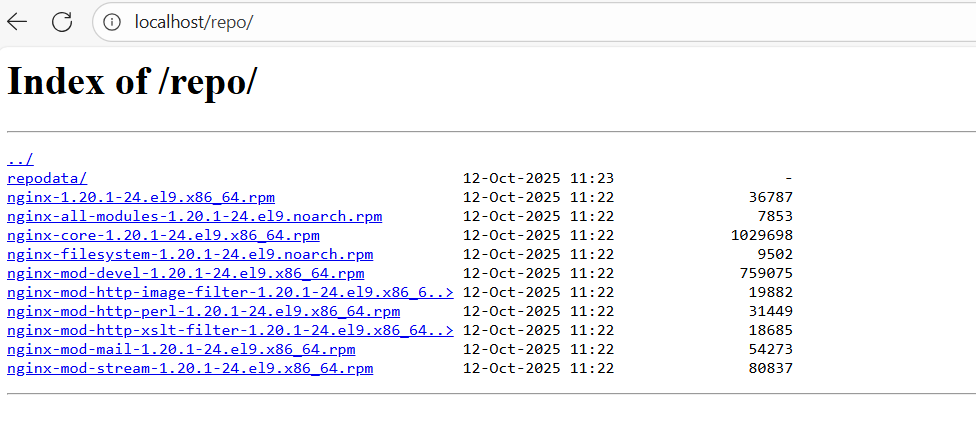 localhost/repo/
Index of /repo/
../
repodata/ 12-Oct-2025 11:23 -
nginx-1.20.1-24.el9.x86_64.rpm 12-Oct-2025 11:22 36787
nginx-all-modules-1.20.1-24.el9.noarch.rpm 12-Oct-2025 11:22 7853
nginx-core-1.20.1-24.el9.x86_64.rpm 12-Oct-2025 11:22 1029698
nginx-filesystem-1.20.1-24.el9.noarch.rpm 12-Oct-2025 11:22 9502
nginx-mod-devel-1.20.1-24.el9.x86_64.rpm 12-Oct-2025 11:22 759075
nginx-mod-http-image-filter-1.20.1-24.el9.x86_6..> 12-Oct-2025 11:22 19882
nginx-mod-http-perl-1.20.1-24.el9.x86_64.rpm 12-Oct-2025 11:22 31449
nginx-mod-http-xslt-filter-1.20.1-24.el9.x86_64..> 12-Oct-2025 11:22 18685
nginx-mod-mail-1.20.1-24.el9.x86_64.rpm 12-Oct-2025 11:22 54273
nginx-mod-stream-1.20.1-24.el9.x86_64.rpm 12-Oct-2025 11:22 80837